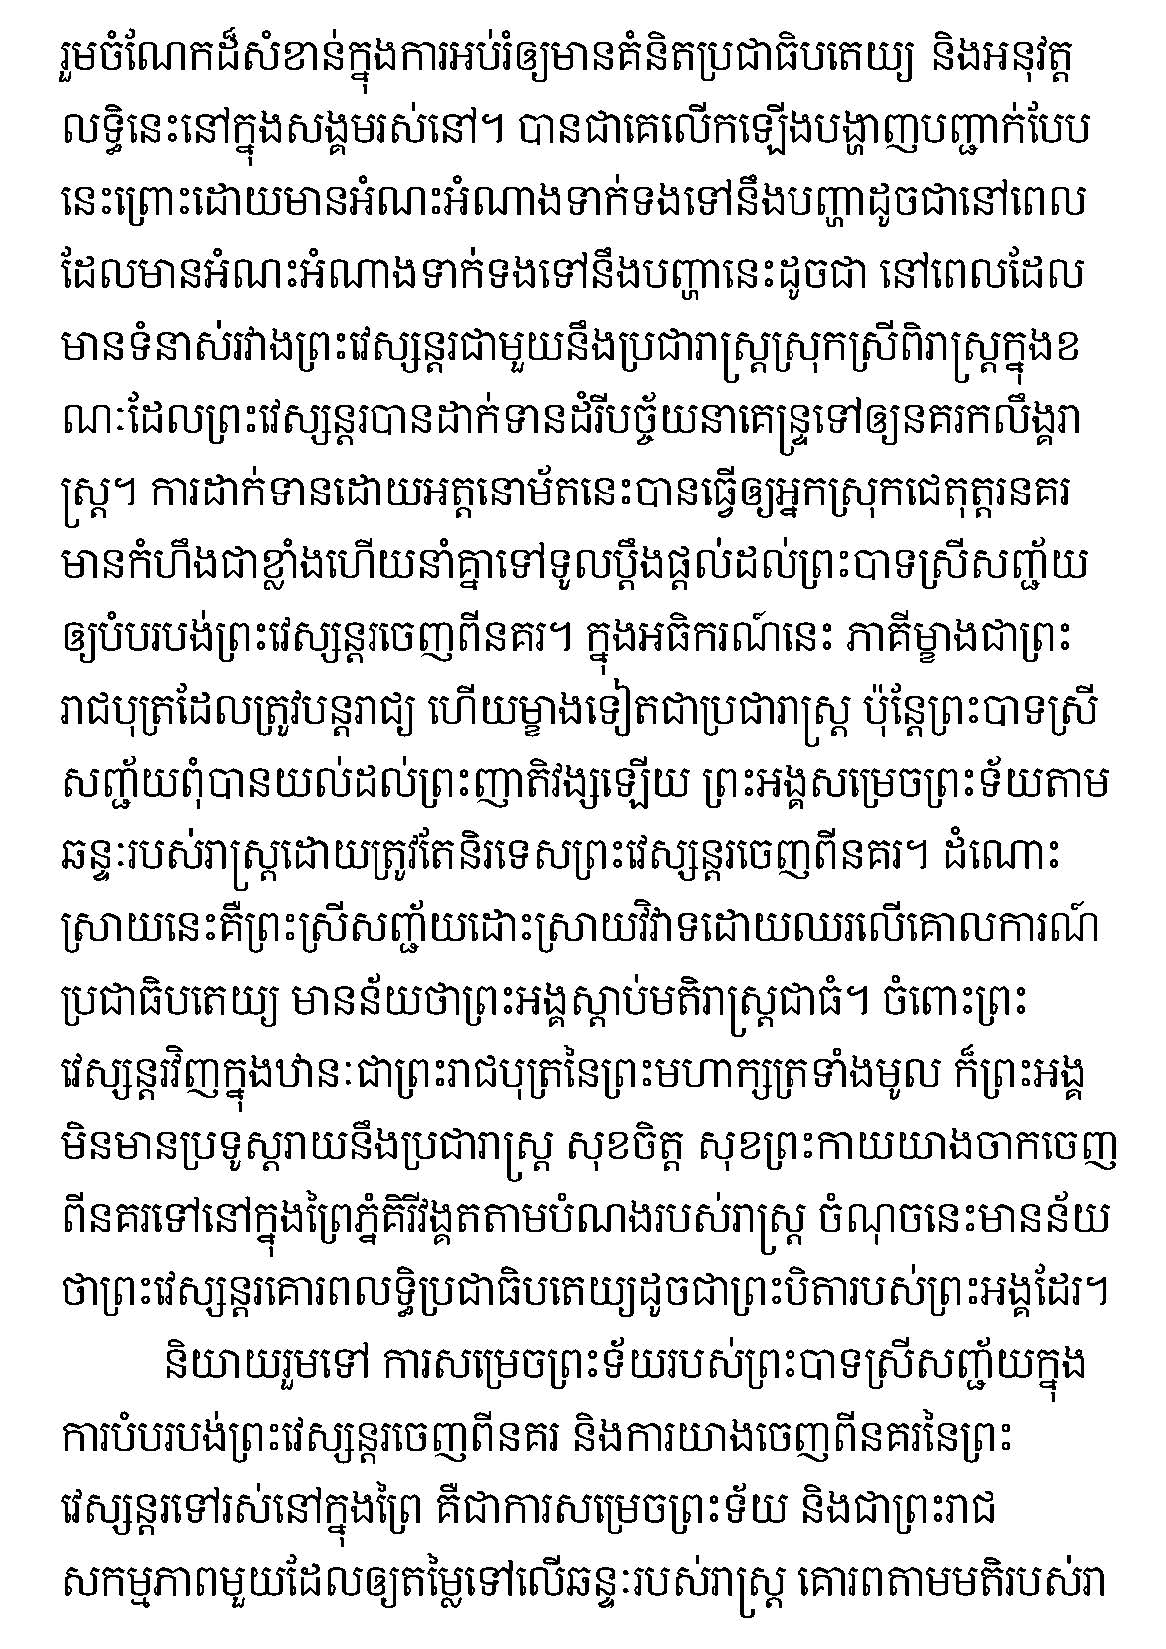 រួមចំណែកដ៏សំខាន់ក្នុងការអប់រំឲ្យមានគំនិតប្រជាធិបតេយ្យ និងអនុវត្ត
លទ្ធិនេះនៅក្នុងសង្គមរស់នៅ។ បានជាគេលើកឡើងបង្ហាញបញ្ជាក់បែប
នេះព្រោះដោយមានអំណះអំណាងទាក់ទងទៅនឹងបញ្ហាដូចជានៅពេល
ដែលមានអំណះអំណាងទាក់ទងទៅនឹងបញ្ហានេះដូចជា នៅពេលដែល
មានទំនាស់រវាងព្រះវេស្សន្តរជាមួយនឹងប្រជារាស្ត្រស្រុកស្រីពិរាស្ត្រក្នុងខ
ណៈដែលព្រះវេស្សន្តរបានដាក់ទានដំរីបច្ច័យនាគេន្ទ្រទៅឲ្យនគរកលឹង្គរា
ស្ត្រ។ ការដាក់ទានដោយអត្តនោម័តនេះបានធ្វើឲ្យអ្នកស្រុកជេតុត្តរនគរ
មានកំហឹងជាខ្លាំងហើយនាំគ្នាទៅទូលប្តឹងផ្តល់ដល់ព្រះបាទស្រីសញ្ជ័យ
ឲ្យបំបរបង់ព្រះវេស្សន្តរចេញពីនគរ។ ក្នុងអធិករណ៍នេះ ភាគីម្ខាងជាព្រះ
រាជបុត្រដែលត្រូវបន្តរាជ្យ ហើយម្ខាងទៀតជាប្រជារាស្ត្រ ប៉ុន្តែព្រះបាទស្រី
សញ្ជ័យពុំបានយល់ដល់ព្រះញាតិវង្សឡើយ ព្រះអង្គសម្រេចព្រះទ័យតាម
ឆន្ទៈរបស់រាស្ត្រដោយត្រូវតែនិរទេសព្រះវេស្សន្តរចេញពីនគរ។ ដំណោះ
ស្រាយនេះគឺព្រះស្រីសញ្ជ័យដោះស្រាយវិវាទដោយឈរលើគោលការណ៍
ប្រជាធិបតេយ្យ មានន័យថាព្រះអង្គស្តាប់មតិរាស្ត្រជាធំ។ ចំពោះព្រះ
វេស្សន្តរវិញក្នុងឋានៈជាព្រះរាជបុត្រនៃព្រះមហាក្សត្រទាំងមូល ក៏ព្រះអង្គ
មិនមានប្រទូស្តរាយនឹងប្រជារាស្ត្រ សុខចិត្ត សុខព្រះកាយយាងចាកចេញ
ពីនគរទៅនៅក្នុងព្រៃភ្នំគិរីវង្គតតាមបំណងរបស់រាស្ត្រ ចំណុចនេះមានន័យ
ថាព្រះវេស្សន្តរគោរពលទ្ធិប្រជាធិបតេយ្យដូចជាព្រះបិតារបស់ព្រះអង្គដែរ។
និយាយរួមទៅ ការសម្រេចព្រះទ័យរបស់ព្រះបាទស្រីសញ្ជ័យក្នុង
ការបំបរបង់ព្រះវេស្សន្តរចេញពីនគរ និងការយាងចេញពីនគរនៃព្រះ
វេស្សន្តរទៅរស់នៅក្នុងព្រៃ គឺជាការសម្រេចព្រះទ័យ និងជាព្រះរាជ
សកម្មភាពមួយដែលឲ្យតម្លៃទៅលើឆន្ទៈរបស់រាស្ត្រ គោរពតាមមតិរបស់រា